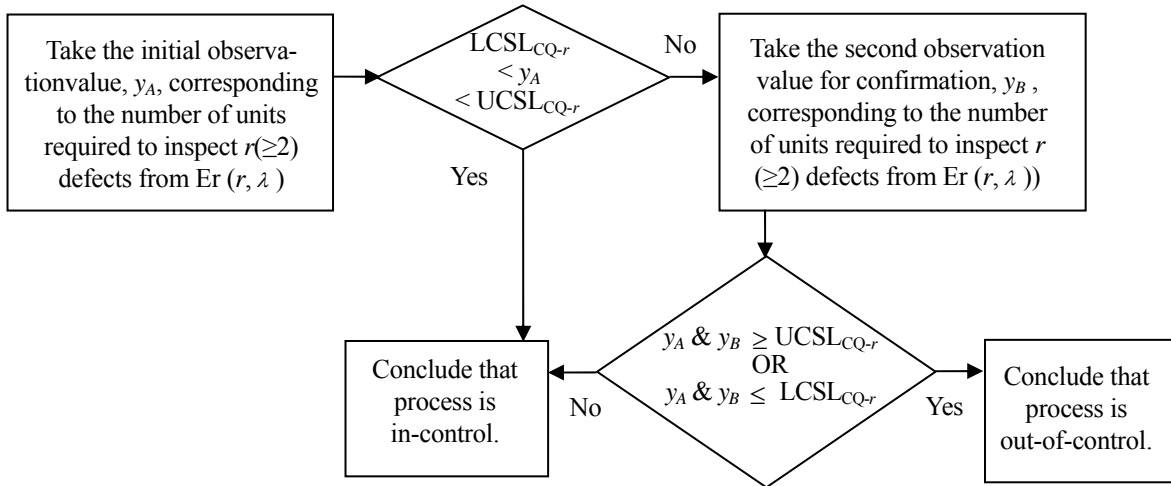 Take the initial observa-
tionvalue, yA, corresponding
to the number of units
required to inspect r(≥2)
defects from Er (r, λ )
LCSLCQ-r
< yA
< UCSLCQ-r
No
Yes
Take the second observation
value for confirmation, yB ,
corresponding to the number
of units required to inspect r
(≥2) defects from Er (r, λ ))
yA & yB ≥ UCSLCQ-r
OR
yA & yB ≤ LCSLCQ-r
No
Yes
Conclude that
process is
in-control.
Conclude that
process is
out-of-control.